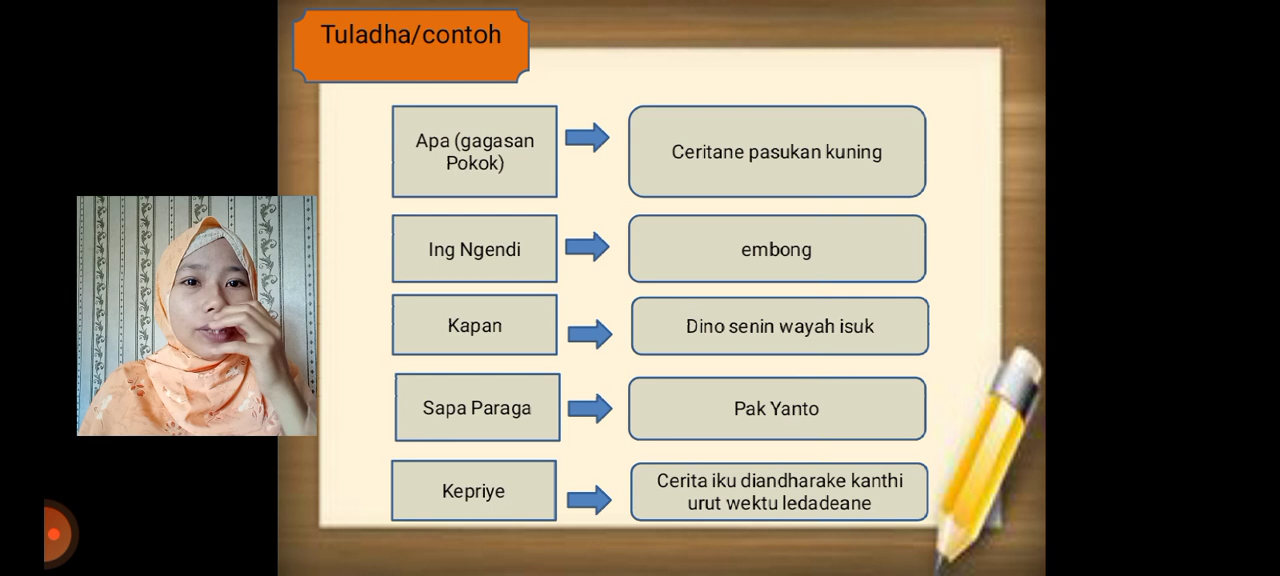 Tuladha/contoh
Apa (gagasan
Pokok)
Ceritane pasukan kuning
Ing Ngendi
embong
Kapan
Dino senin wayah isuk
Sapa Paraga
Pak Yanto
Kepriye
Cerita iku diandharake kanthi
urut wektu ledadeane